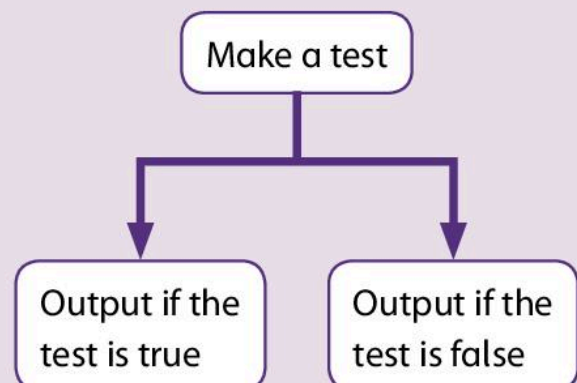 Make a test
Output if the
test is true
Output if the
test is false